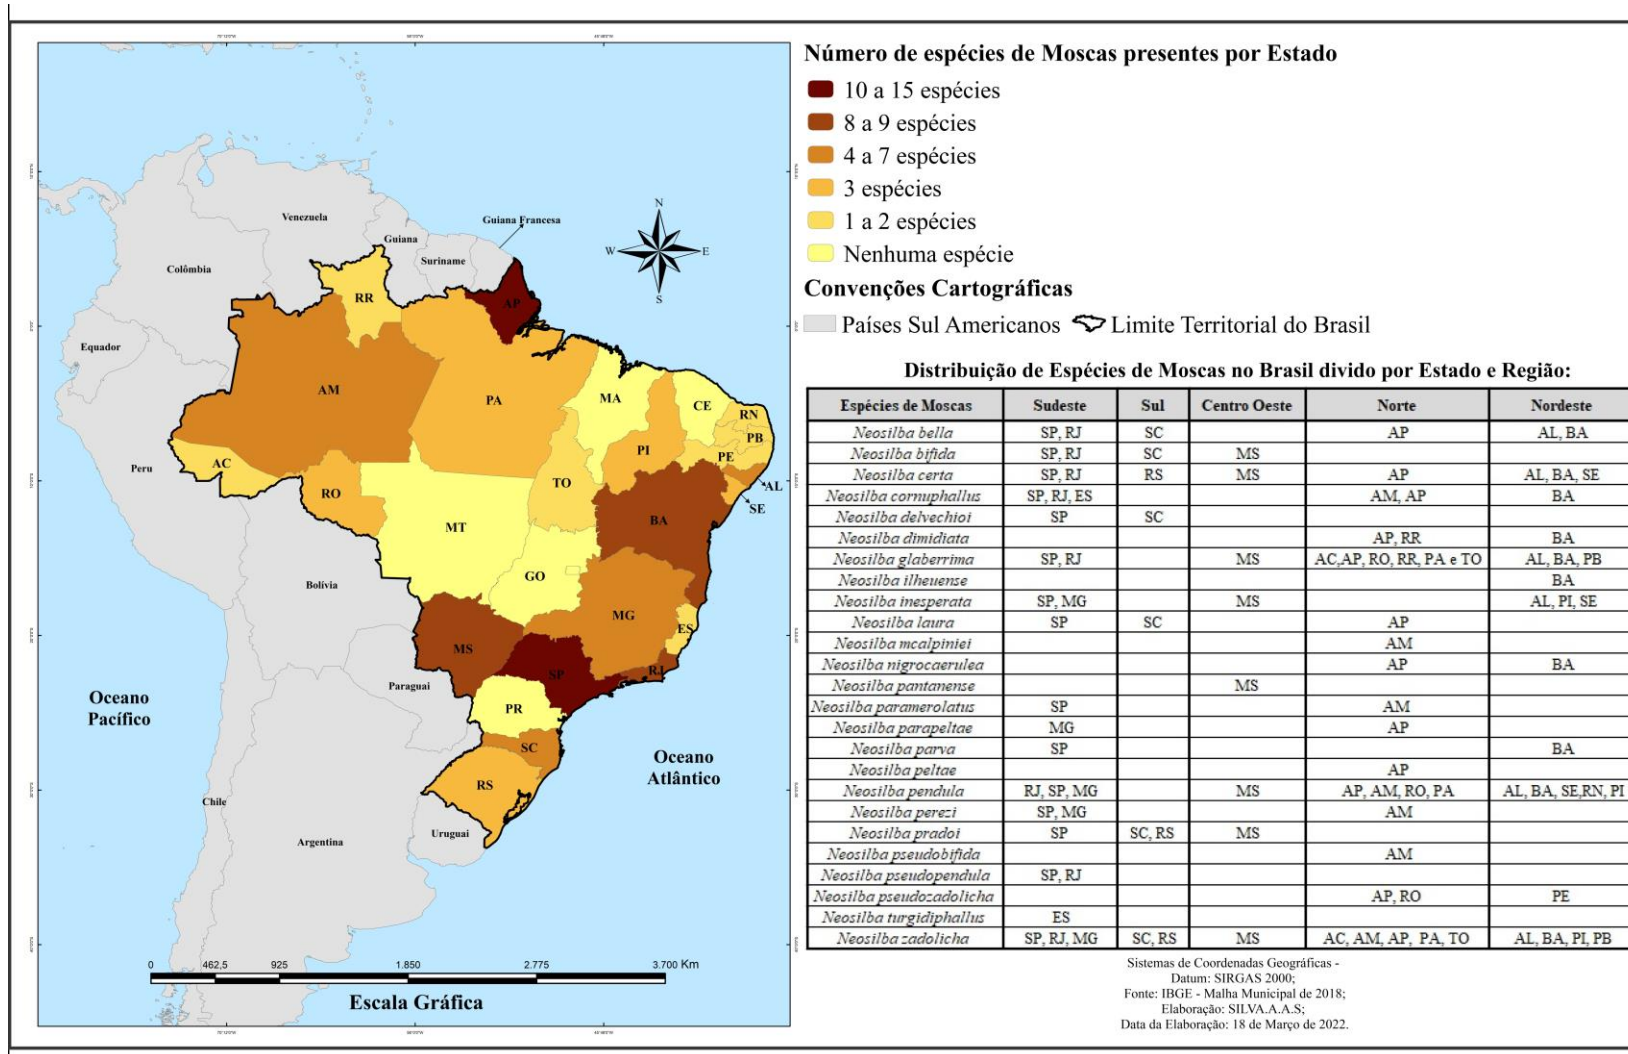 Número de espécies de Moscas presentes por Estado
10 a 15 espécies
8 a 9 espécies
4 a 7 espécies
3 espécies
1 a 2 espécies
Nenhuma espécie
Convenções Cartográficas
Países Sul Americanos Limite Territorial do Brasil
Venezuela
Guiana
Guiana Francesa
Suriname
Colômbia
Equador
Peru
Bolívia
Paraguai
Chile
Argentina
Uruguai
N
W E
S
RR
AP
AM
PA
MA
CE
RN
PB
PE
PI
AL
SE
AC
RO
TO
BA
MT
GO
MG
ES
MS
SP
RJ
PR
SC
RS
Oceano
Pacífico
Oceano
Atlântico
0 462,5 925 1.850 2.775 3.700 Km
Escala Gráfica
Distribuição de Espécies de Moscas no Brasil divido por Estado e Região:
Espécies de Moscas Sudeste Sul Centro Oeste Norte Nordeste
Neosilba bella SP, RJ SC AP AL, BA
Neosilba bifida SP, RJ SC MS
Neosilba certa SP, RJ RS MS AP AL, BA, SE
Neosilba cornuphallus SP, RJ, ES AM, AP BA
Neosilba delvechioi SP SC
Neosilba dimidiata AP, RR BA
Neosilba glaberrima SP, RJ MS AC,AP, RO, RR, PA e TO AL, BA, PB
Neosilba ilheuense BA
Neosilba inesperata SP, MG MS AL, PI, SE
Neosilba laura SP SC AP
Neosilba mcalpiniei AM
Neosilba nigrocaerulea AP BA
Neosilba pantanense MS
Neosilba paramerolatus SP AM
Neosilba parapeltae MG AP
Neosilba parva SP BA
Neosilba peltae AP
Neosilba pendula RJ, SP, MG MS AP, AM, RO, PA AL, BA, SE,RN, PI
Neosilba perezi SP, MG AM
Neosilba pradoi SP SC, RS MS
Neosilba pseudobifida AM
Neosilba pseudopendula SP, RJ
Neosilba pseudozadolicha AP, RO PE
Neosilba turgidiphallus ES
Neosilba zadolicha SP, RJ, MG SC, RS MS AC, AM, AP, PA, TO AL, BA, PI, PB
Sistemas de Coordenadas Geográficas -
Datum: SIRGAS 2000;
Fonte: IBGE - Malha Municipal de 2018;
Elaboração: SILVA.A.A.S;
Data da Elaboração: 18 de Março de 2022.